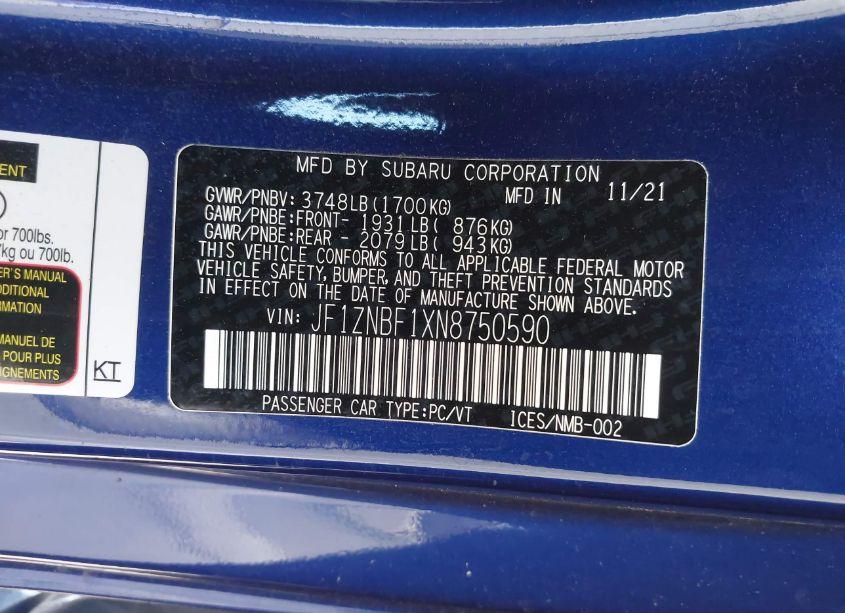 ENT
r 700lbs.
kg ou 700lb.
ER'S MANUAL
DDITIONAL
RMATION
MANUEL DE
POUR PLUS
IGNEMENTS
KT
MFD BY SUBARU CORPORATION
GVWR/PNBV: 3748LB(1700KG) MFD IN 11/21
GAWR/PNBE:FRONT- 1931LB( 876KG)
GAWR/PNBE:REAR - 2079LB( 943KG)
THIS VEHICLE CONFORMS TO ALL APPLICABLE FEDERAL MOTOR
VEHICLE SAFETY, BUMPER, AND THEFT PREVENTION STANDARDS
IN EFFECT ON THE DATE OF MANUFACTURE SHOWN ABOVE.
VIN: JF1ZNBF1XN8750590
PASSENGER CAR TYPE:PC/VT ICES/NMB-002